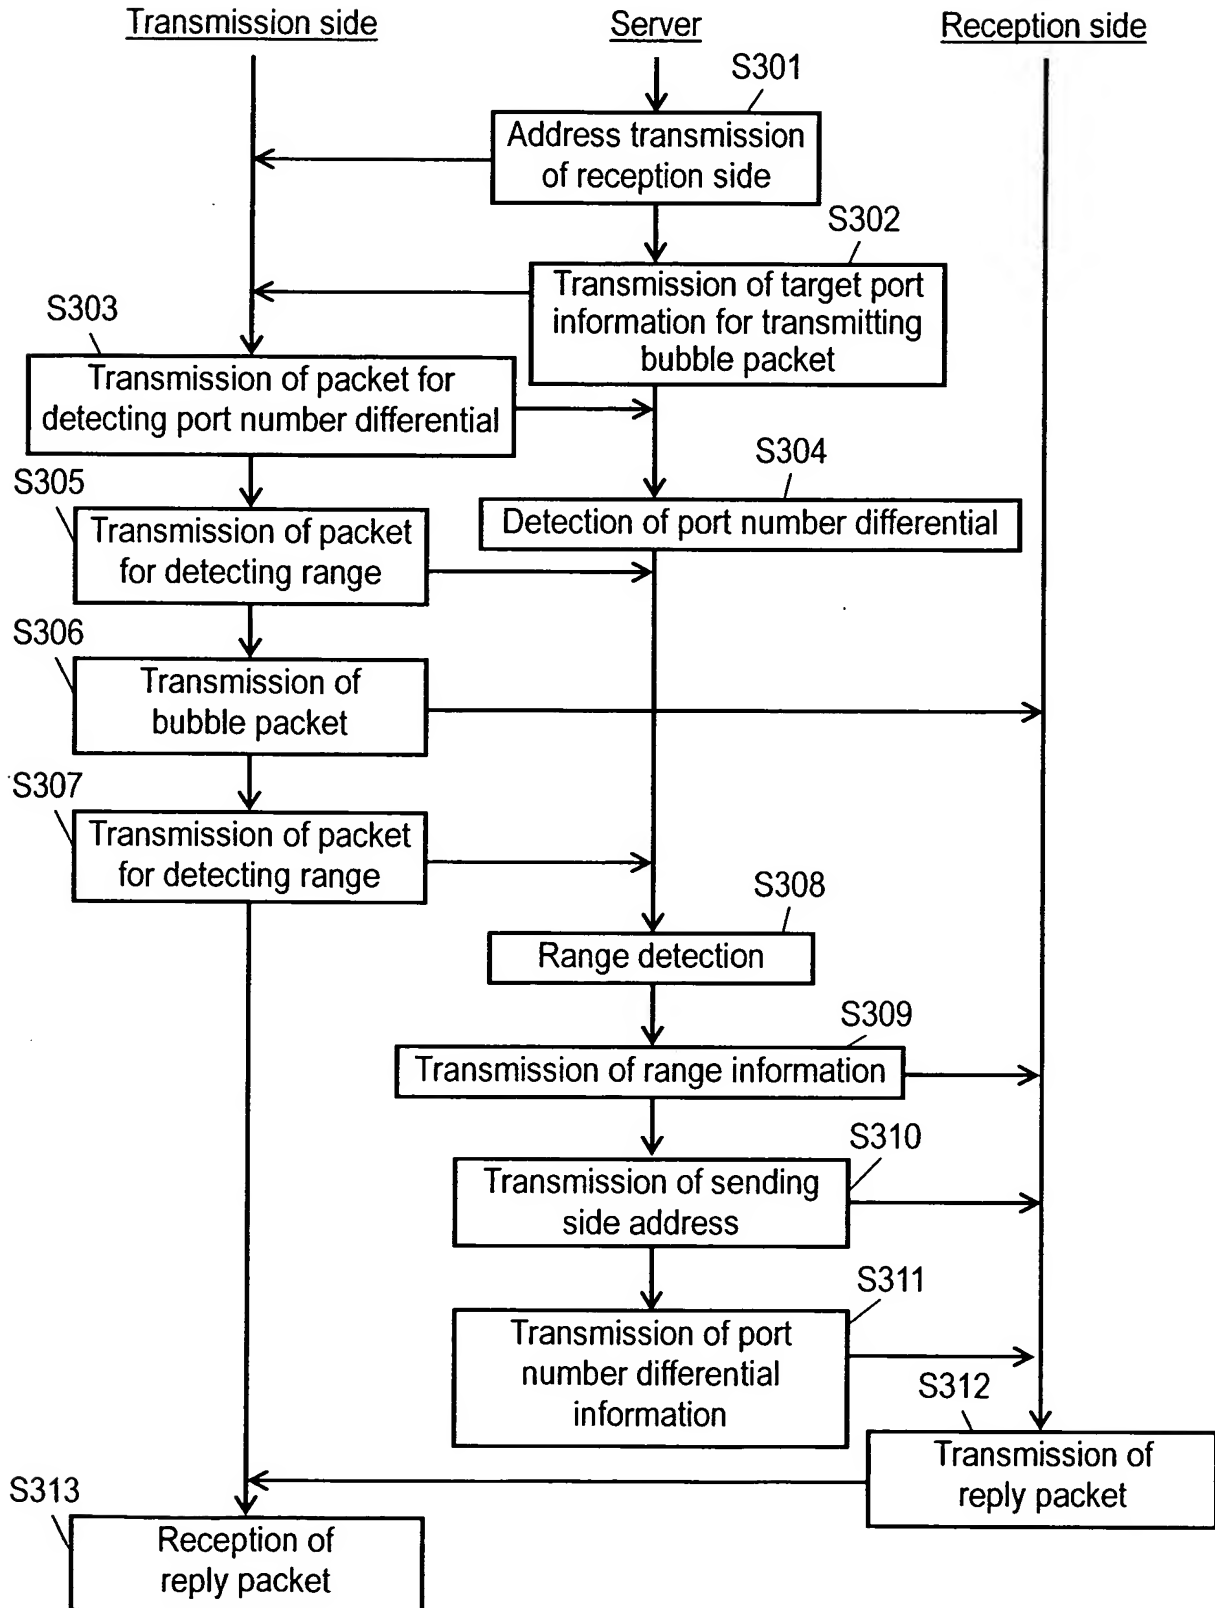 Transmission side
Server
Reception side
S301
Address transmission
of reception side
S302
Transmission of target port
information for transmitting
bubble packet
S303
Transmission of packet for
detecting port number differential
S304
Detection of port number differential
S305
Transmission of packet
for detecting range
S306
Transmission of
bubble packet
S307
Transmission of packet
for detecting range
S308
Range detection
S309
Transmission of range information
S310
Transmission of sending
side address
S311
Transmission of port
number differential
information
S312
Transmission of
reply packet
S313
Reception of
reply packet